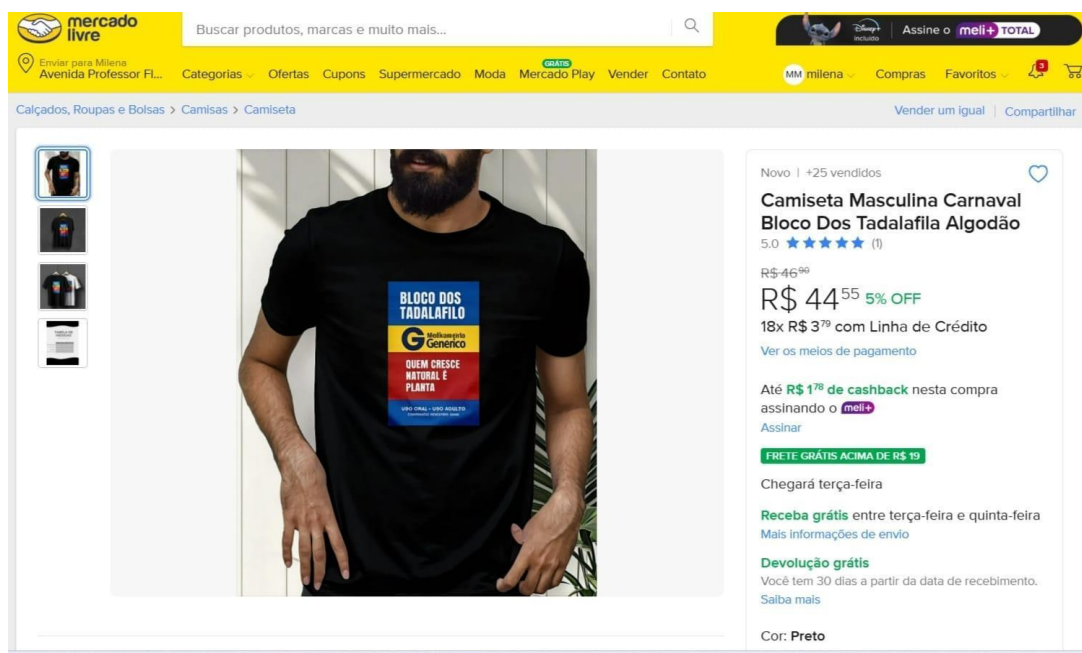 mercado
livre
Buscar produtos, marcas e muito mais...
Disney+
incluído
Assine o meli+ TOTAL
Enviar para Milena
Avenida Professor Fl...
Categorias
Ofertas
Cupons
Supermercado
Moda
GRÁTIS
Mercado Play
Vender
Contato
MM milena
Compras
Favoritos
3
Calçados, Roupas e Bolsas > Camisas > Camiseta
Vender um igual | Compartilhar
BLOCO DOS
TADALAFILO
G Medicamento
Genérico
QUEM CRESCE
NATURAL É
PLANTA
USO ORAL • USO ADULTO
Novo | +25 vendidos
Camiseta Masculina Carnaval
Bloco Dos Tadalafila Algodão
5.0 ★★★★★ (1)
R$ 46⁹⁰
R$ 44⁵⁵ 5% OFF
18x R$ 3⁷⁹ com Linha de Crédito
Ver os meios de pagamento
Até R$ 1⁷⁸ de cashback nesta compra
assinando o meli+
Assinar
FRETE GRÁTIS ACIMA DE R$ 19
Chegará terça-feira
Receba grátis entre terça-feira e quinta-feira
Mais informações de envio
Devolução grátis
Você tem 30 dias a partir da data de recebimento.
Saiba mais
Cor: Preto